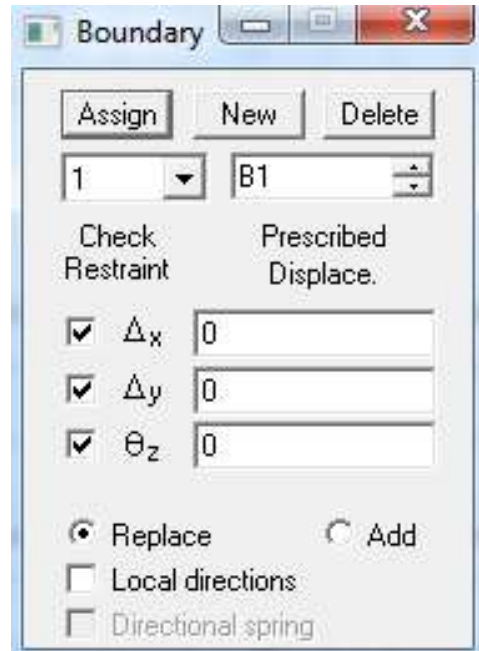 Boundary
Assign New Delete
1 B1
Check Prescribed
Restraint Displace.
Δx 0
Δy 0
θz 0
Replace Add
Local directions
Directional spring